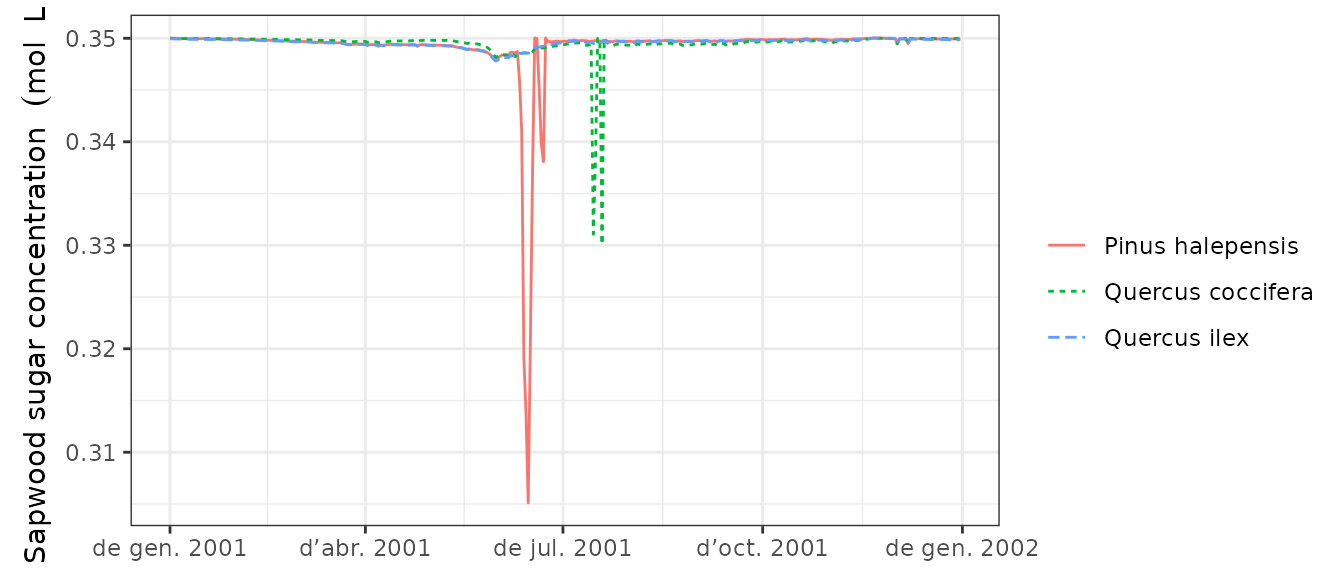 Sapwood sugar concentration (mol L
0.35
0.34
0.33
0.32
0.31
de gen. 2001
d’abr. 2001
de jul. 2001
d’oct. 2001
de gen. 2002
Pinus halepensis
Quercus coccifera
Quercus ilex